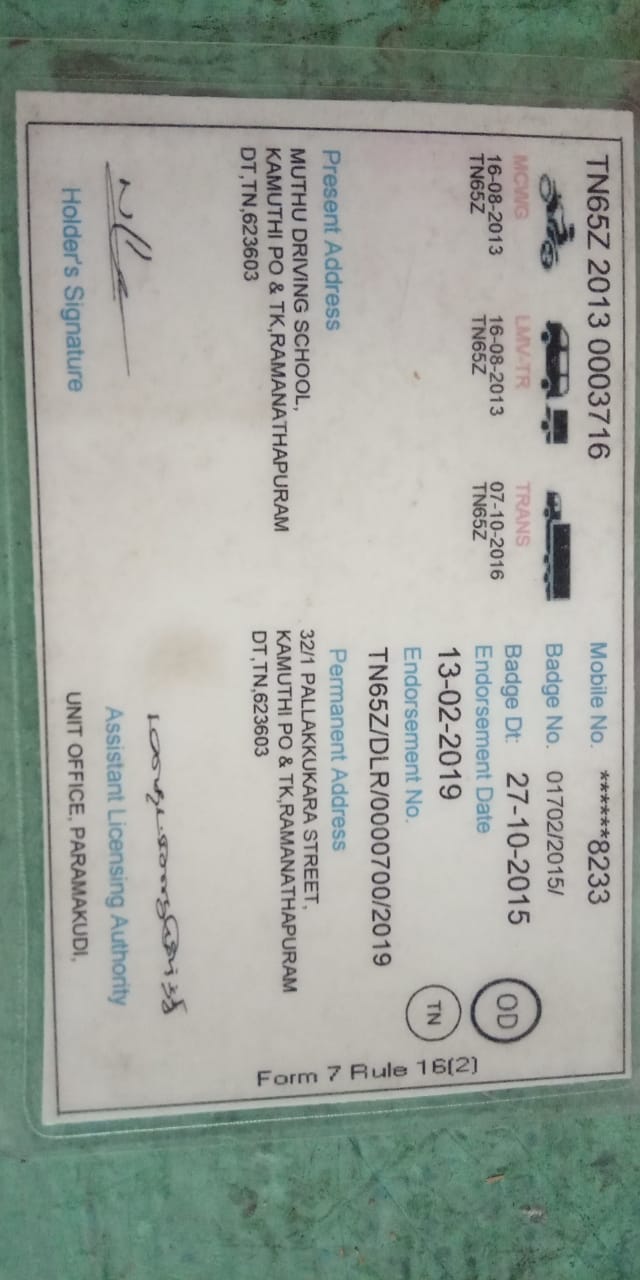 TN65Z 2013 0003716
MCWG
16-08-2013
TN65Z
LMV-TR
16-08-2013
TN65Z
TRANS
07-10-2016
TN65Z
Mobile No. ******8233
Badge No. 01702/2015/
Badge Dt: 27-10-2015
Endorsement Date
13-02-2019
Endorsement No.
TN65Z/DLR/0000700/2019
OD
TN
Form 7 Rule 16(2)
Present Address
MUTHU DRIVING SCHOOL,
KAMUTHI PO & TK,RAMANATHAPURAM
DT,TN,623603
Permanent Address
32/1 PALLAKKUKARA STREET,
KAMUTHI PO & TK,RAMANATHAPURAM
DT,TN,623603
Holder's Signature
Assistant Licensing Authority
UNIT OFFICE, PARAMAKUDI,